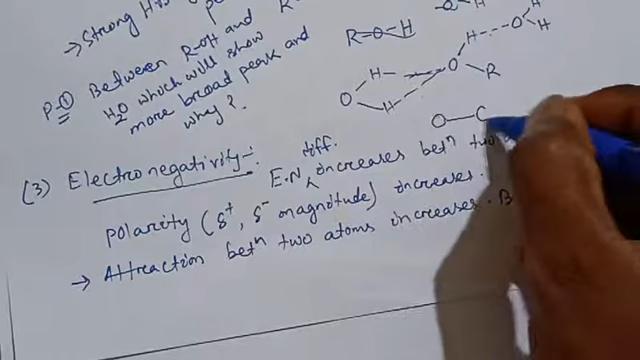 → Strong
P-① Between R-OH and
H₂O which will show
more broad peak and
why?
R-O-H
H
O H
H O H H
O R
O-C
(3) Electronegativity:-
diff.
E.N increases betⁿ two
polarity (δ⁺, δ⁻ magnitude) increases.
→ Attraction betⁿ two atoms increases. B